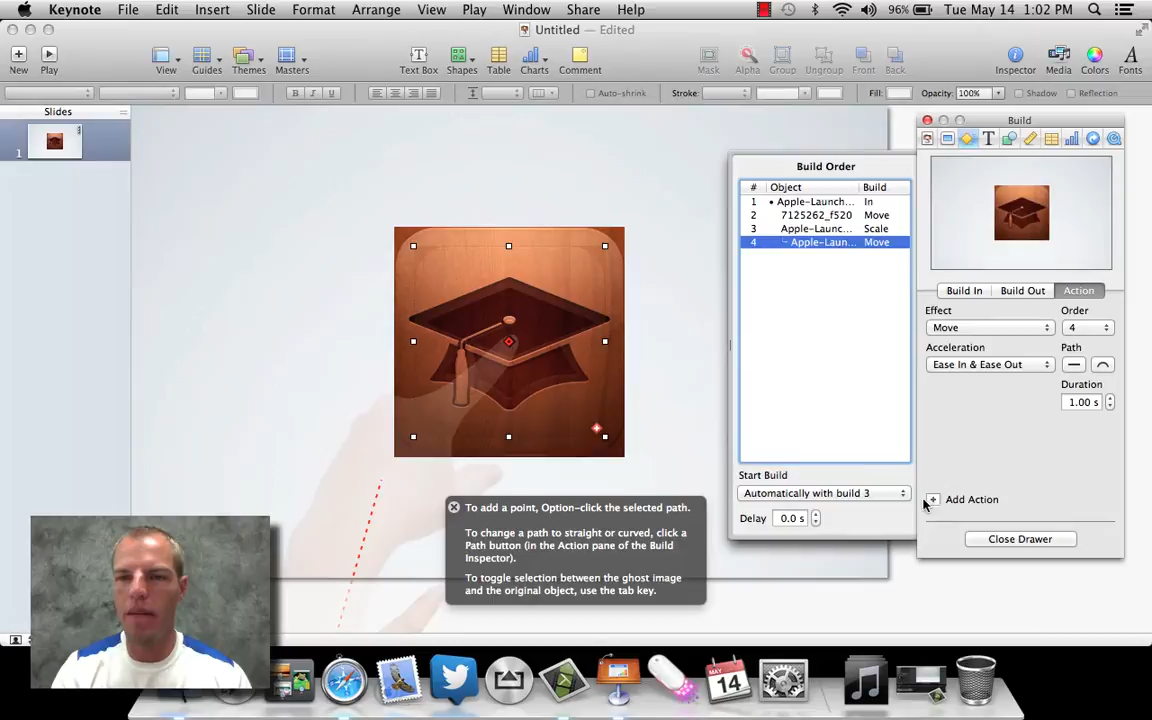 Keynote File Edit Insert Slide Format Arrange View Play Window Share Help 96% Tue May 14 1:02 PM
Untitled — Edited
New Play View Guides Themes Masters Text Box Shapes Table Charts Comment Mask Alpha Group Ungroup Front Back Inspector Media Colors Fonts
B I U Auto-shrink Stroke: Fill: Opacity: 100% Shadow Reflection
Slides
1
Build Order
# Object Build
1 • Apple-Launch... In
2 7125262_f520 Move
3 Apple-Launc... Scale
4 Apple-Laun... Move
Start Build
Automatically with build 3
Delay 0.0 s
Build
T
Build In Build Out Action
Effect Order
Move 4
Acceleration Path
Ease In & Ease Out
Duration
1.00 s
+ Add Action
Close Drawer
To add a point, Option-click the selected path.
To change a path to straight or curved, click a
Path button (in the Action pane of the Build
Inspector).
To toggle selection between the ghost image
and the original object, use the tab key.
MAY
14